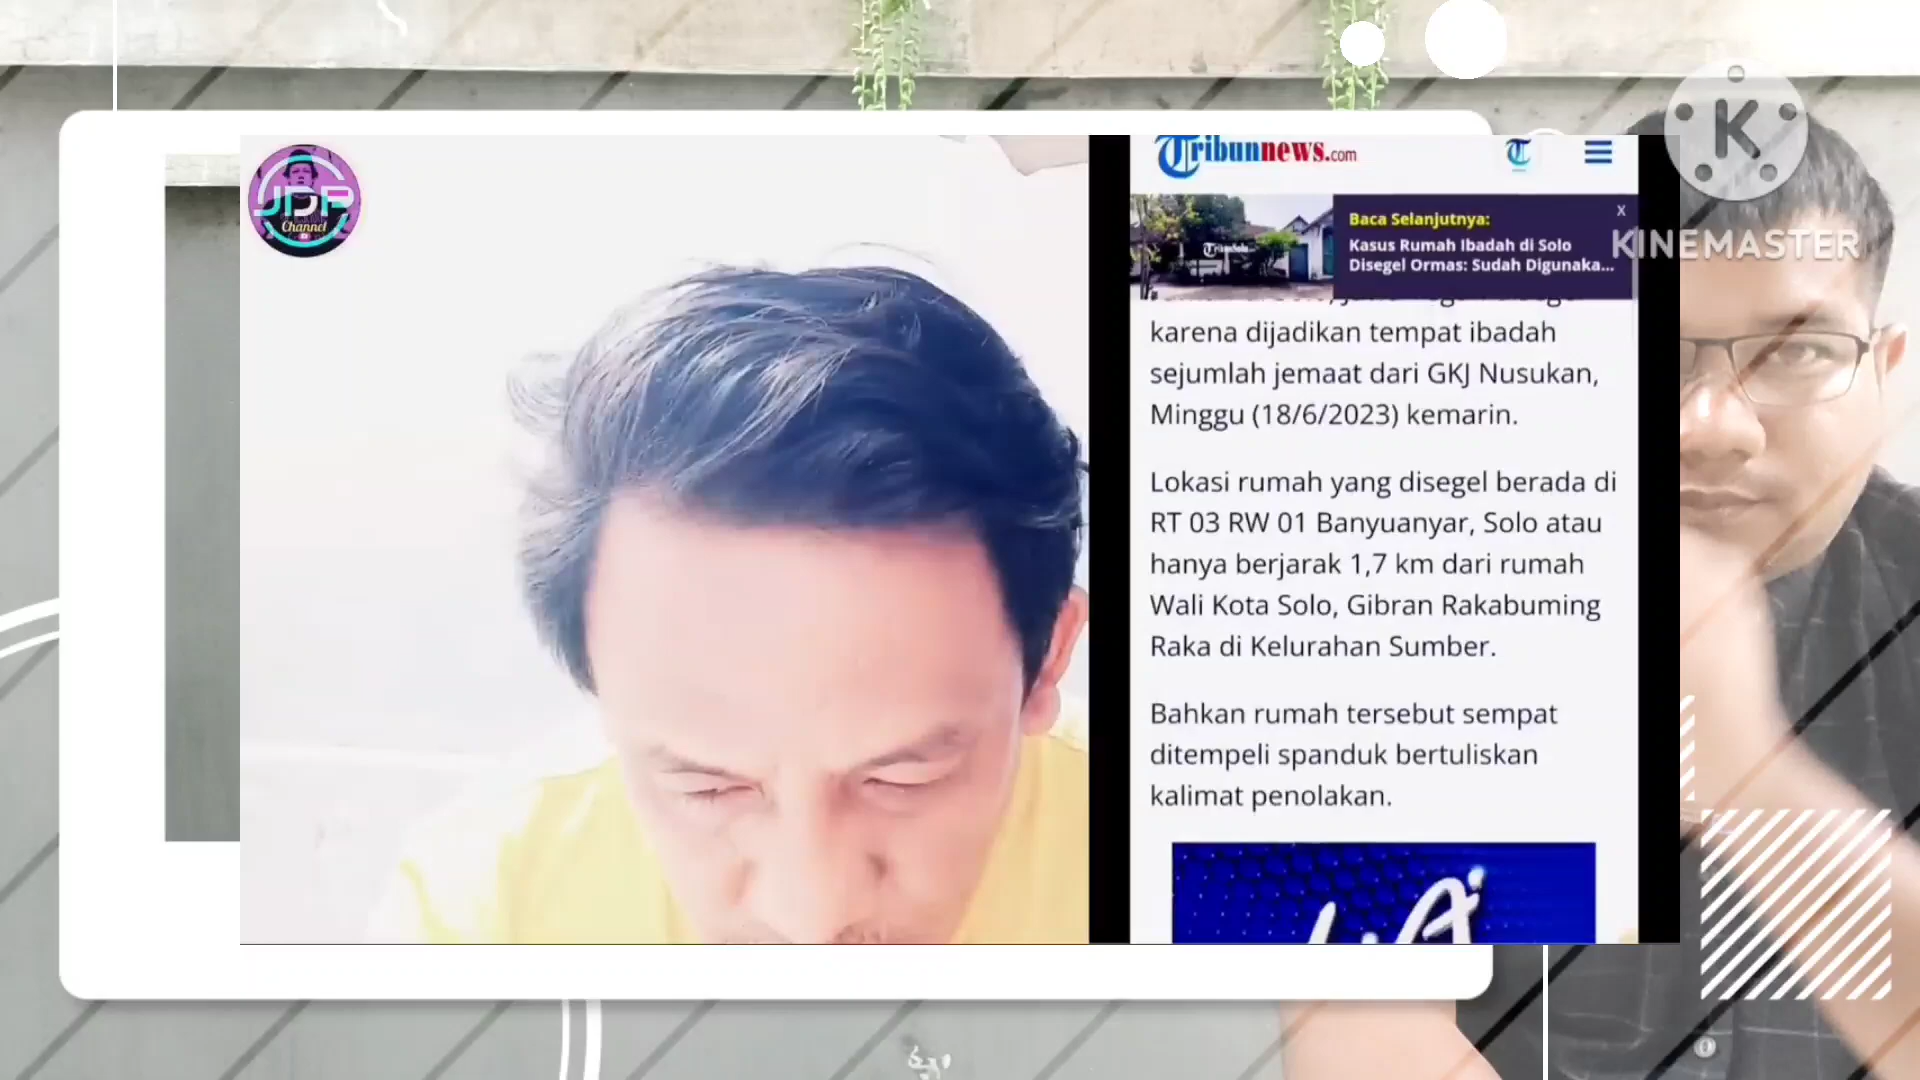 JDP
Channel
Tribunnews.com
Baca Selanjutnya:
X
Kasus Rumah Ibadah di Solo
Disegel Ormas: Sudah Digunaka...
K
KINEMASTER
karena dijadikan tempat ibadah
sejumlah jemaat dari GKJ Nusukan,
Minggu (18/6/2023) kemarin.
Lokasi rumah yang disegel berada di
RT 03 RW 01 Banyuanyar, Solo atau
hanya berjarak 1,7 km dari rumah
Wali Kota Solo, Gibran Rakabuming
Raka di Kelurahan Sumber.
Bahkan rumah tersebut sempat
ditempeli spanduk bertuliskan
kalimat penolakan.